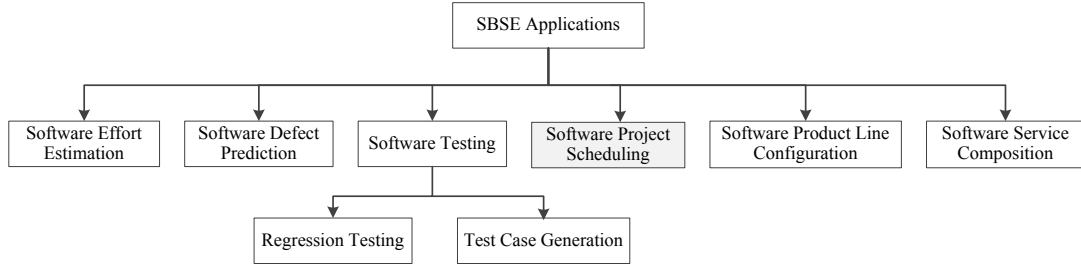 SBSE Applications
Software Effort
Estimation
Software Defect
Prediction
Software Testing
Software Project
Scheduling
Software Product Line
Configuration
Software Service
Composition
Regression Testing
Test Case Generation